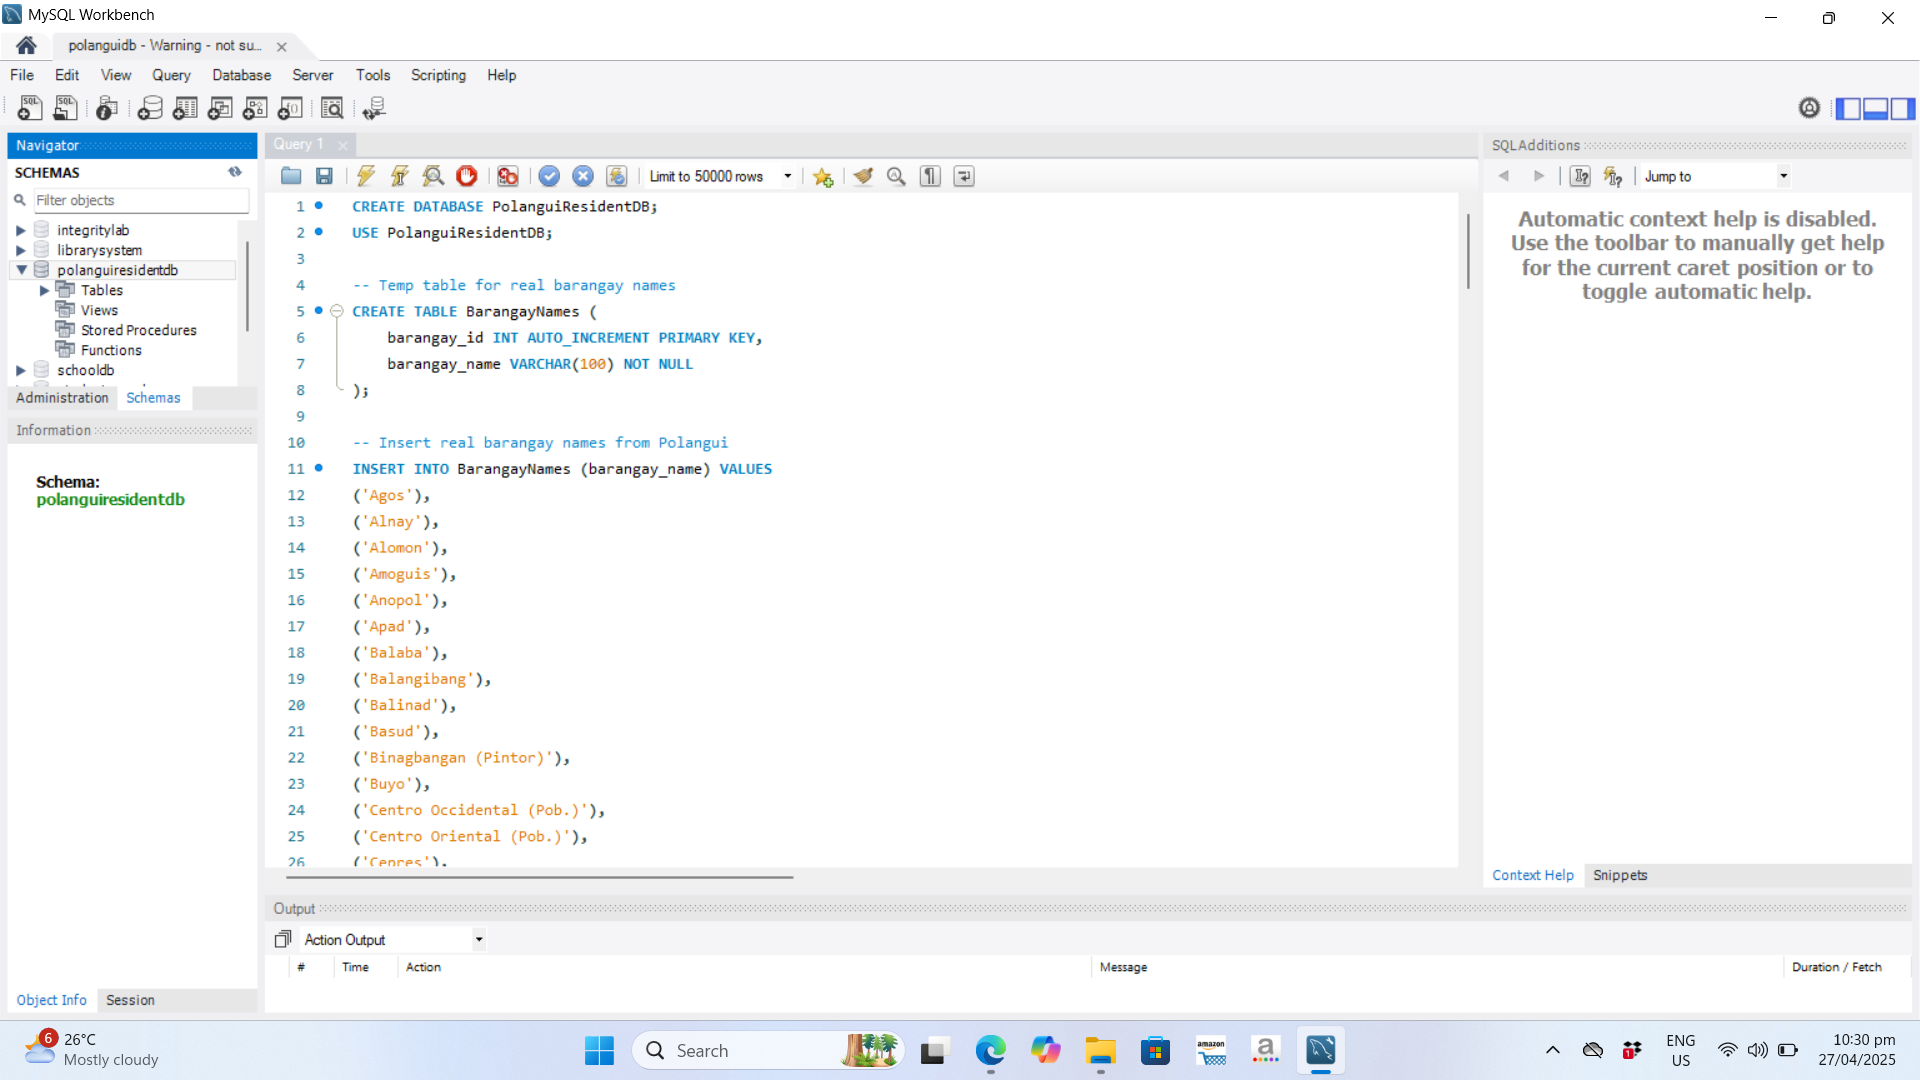 MySQL Workbench
polanguidb - Warning - not su...
File Edit View Query Database Server Tools Scripting Help
Navigator
SCHEMAS
Filter objects
integritylab
librarysystem
polanguiresidentdb
Tables
Views
Stored Procedures
Functions
schooldb
Administration Schemas
Information
Schema:
polanguiresidentdb
Object Info Session
Query 1
Limit to 50000 rows
1 CREATE DATABASE PolanguiResidentDB;
2 USE PolanguiResidentDB;
3
4 -- Temp table for real barangay names
5 CREATE TABLE BarangayNames (
6 barangay_id INT AUTO_INCREMENT PRIMARY KEY,
7 barangay_name VARCHAR(100) NOT NULL
8 );
9
10 -- Insert real barangay names from Polangui
11 INSERT INTO BarangayNames (barangay_name) VALUES
12 ('Agos'),
13 ('Alnay'),
14 ('Alomon'),
15 ('Amoguis'),
16 ('Anopol'),
17 ('Apad'),
18 ('Balaba'),
19 ('Balangibang'),
20 ('Balinad'),
21 ('Basud'),
22 ('Binagbangan (Pintor)'),
23 ('Buyo'),
24 ('Centro Occidental (Pob.)'),
25 ('Centro Oriental (Pob.)'),
26 ('Cepres'),
SQLAdditions
Jump to
Automatic context help is disabled.
Use the toolbar to manually get help
for the current caret position or to
toggle automatic help.
Context Help Snippets
Output
Action Output
# Time Action Message Duration / Fetch
6
26°C
Mostly cloudy
Search
amazon
a
1
ENG
US
10:30 pm
27/04/2025